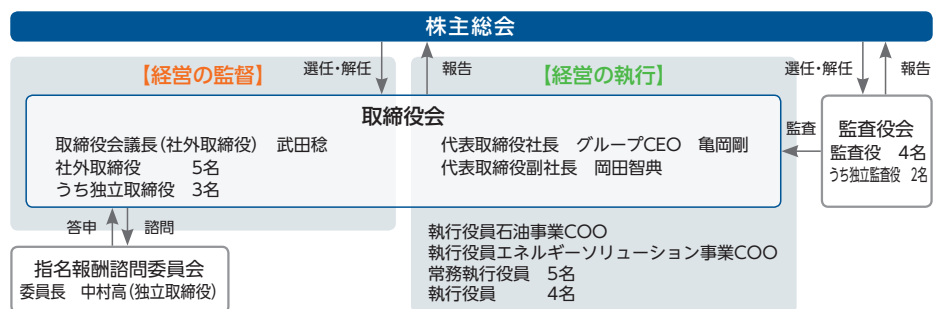 株主総会
【経営の監督】
選任・解任
報告
【経営の執行】
選任・解任
報告
取締役会
取締役会議長(社外取締役) 武田稔
社外取締役 5名
うち独立取締役 3名
代表取締役社長 グループCEO 亀岡剛
代表取締役副社長 岡田智典
監査
監査役会
監査役 4名
うち独立監査役 2名
答申
諮問
指名報酬諮問委員会
委員長 中村高(独立取締役)
執行役員石油事業COO
執行役員エネルギーソリューション事業COO
常務執行役員 5名
執行役員 4名